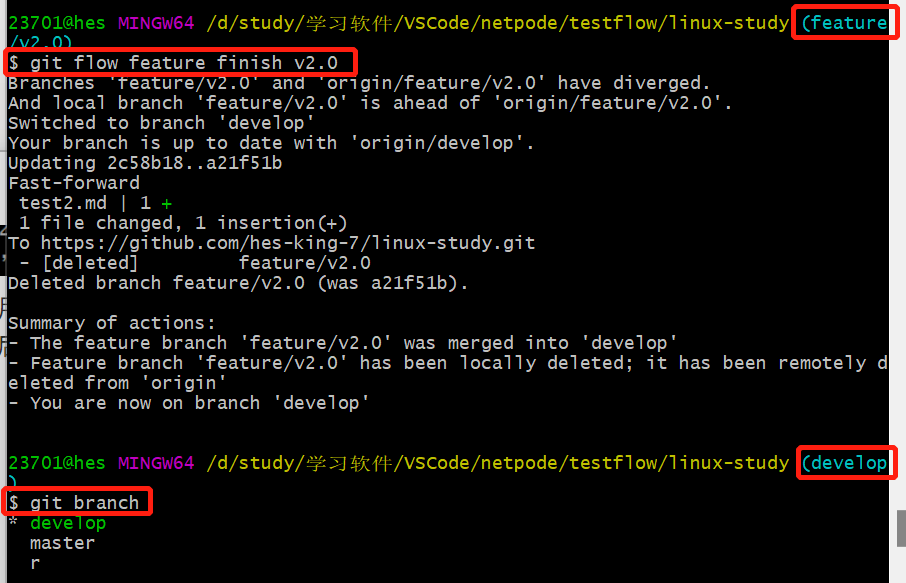 23701@hes MINGW64 /d/study/学习软件/VSCode/netpode/testflow/linux-study (feature
/v2.0)
$ git flow feature finish v2.0
Branches 'feature/v2.0' and 'origin/feature/v2.0' have diverged.
And local branch 'feature/v2.0' is ahead of 'origin/feature/v2.0'.
Switched to branch 'develop'
Your branch is up to date with 'origin/develop'.
Updating 2c58b18..a21f51b
Fast-forward
 test2.md | 1 +
 1 file changed, 1 insertion(+)
To https://github.com/hes-king-7/linux-study.git
 - [deleted]         feature/v2.0
Deleted branch feature/v2.0 (was a21f51b).
Summary of actions:
- The feature branch 'feature/v2.0' was merged into 'develop'
- Feature branch 'feature/v2.0' has been locally deleted; it has been remotely d
eleted from 'origin'
- You are now on branch 'develop'
23701@hes MINGW64 /d/study/学习软件/VSCode/netpode/testflow/linux-study (develop
)
$ git branch
* develop
  master
  r